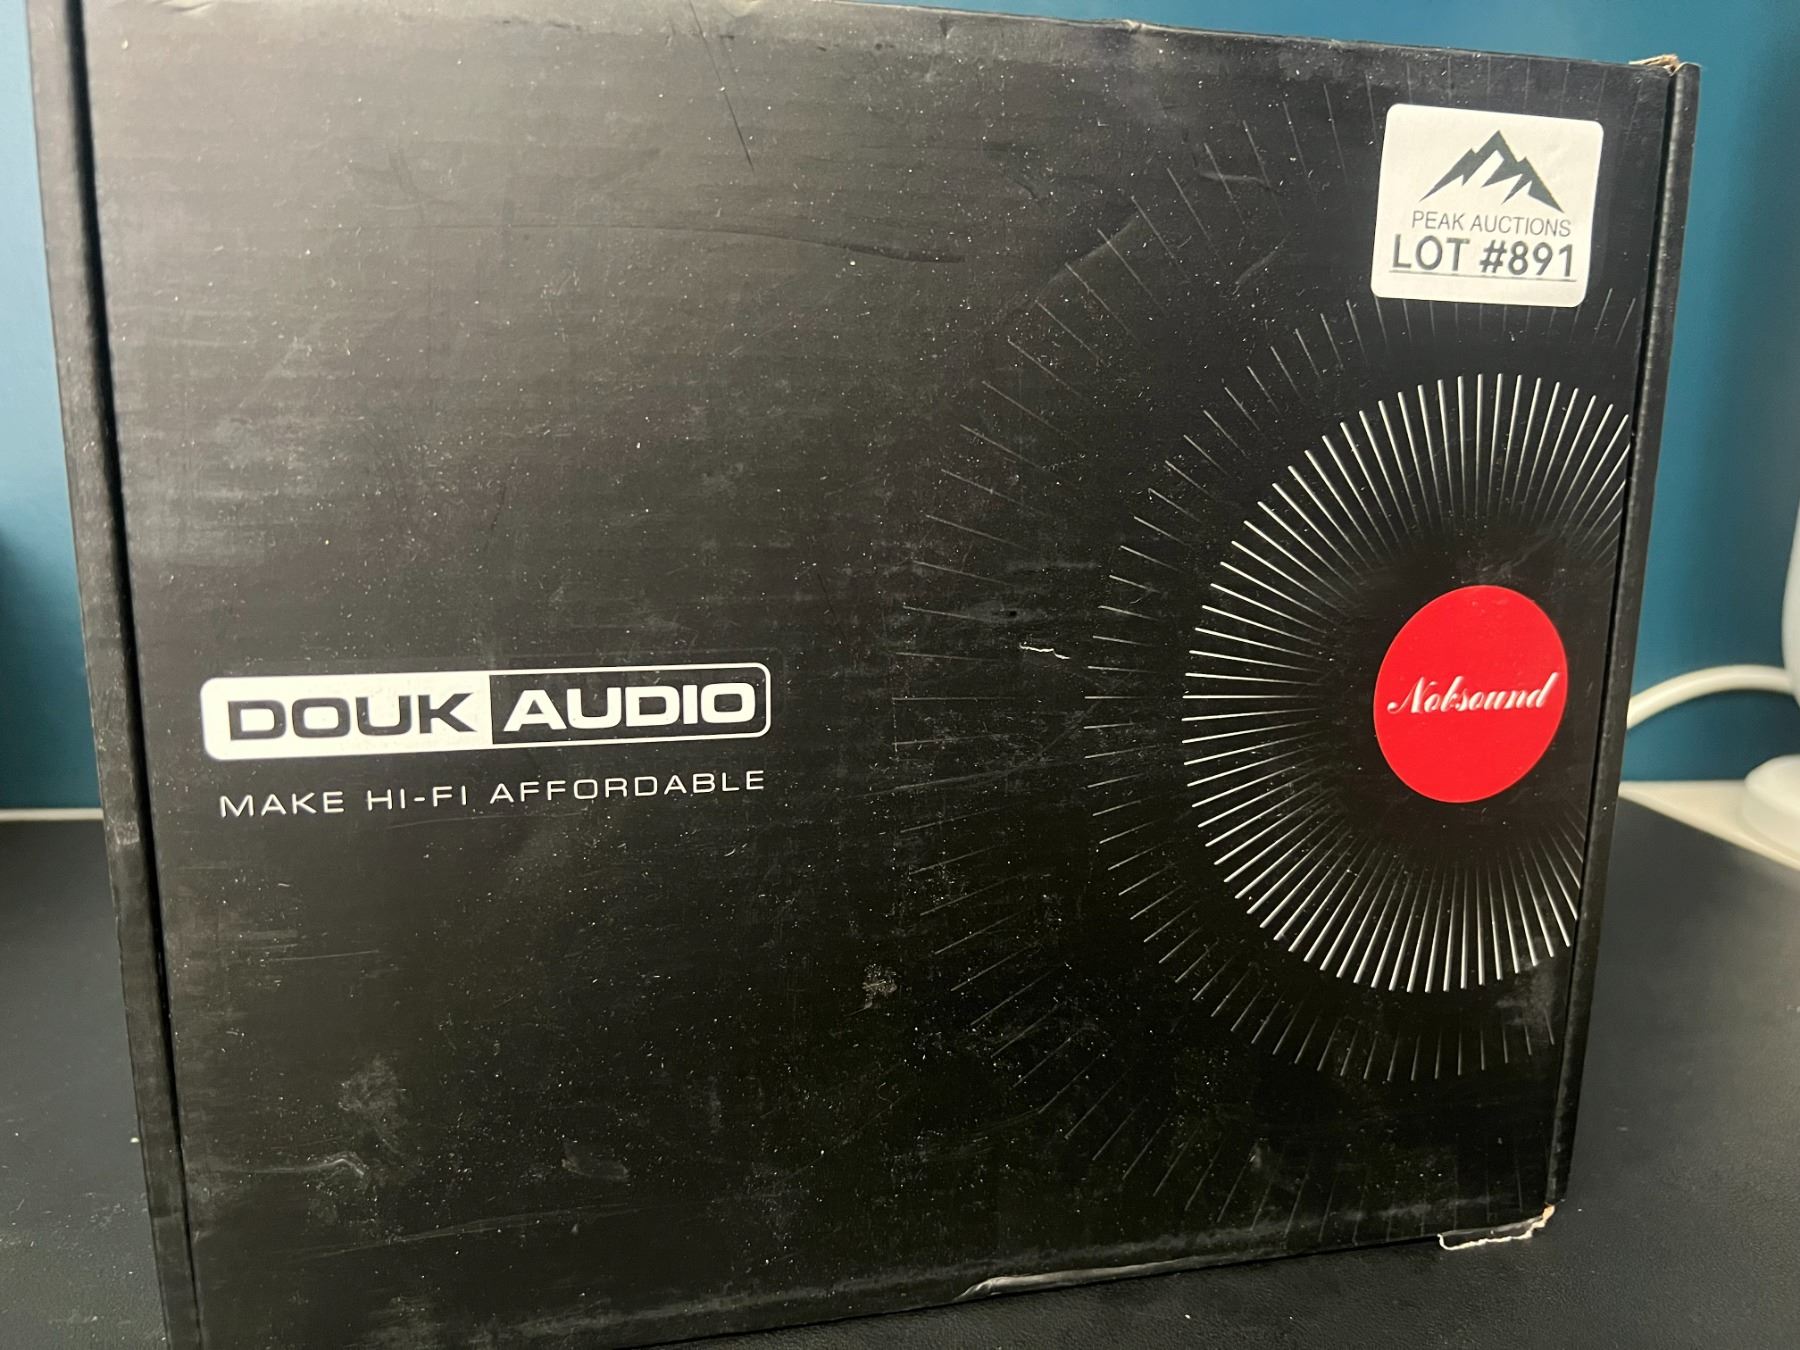 PEAK AUCTIONS
LOT #891
DOUK AUDIO
MAKE HI-FI AFFORDABLE
Nobsound